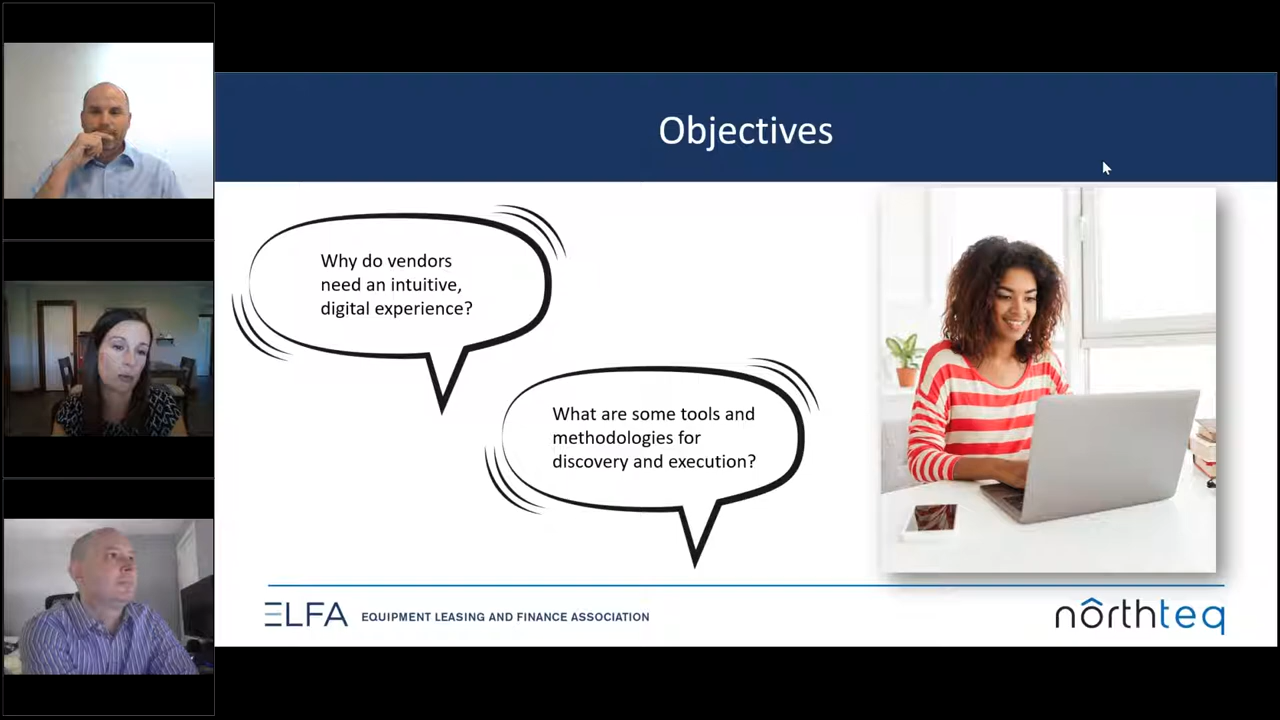 Objectives
Why do vendors
need an intuitive,
digital experience?
What are some tools and
methodologies for
discovery and execution?
ELFA EQUIPMENT LEASING AND FINANCE ASSOCIATION
nôrthteq